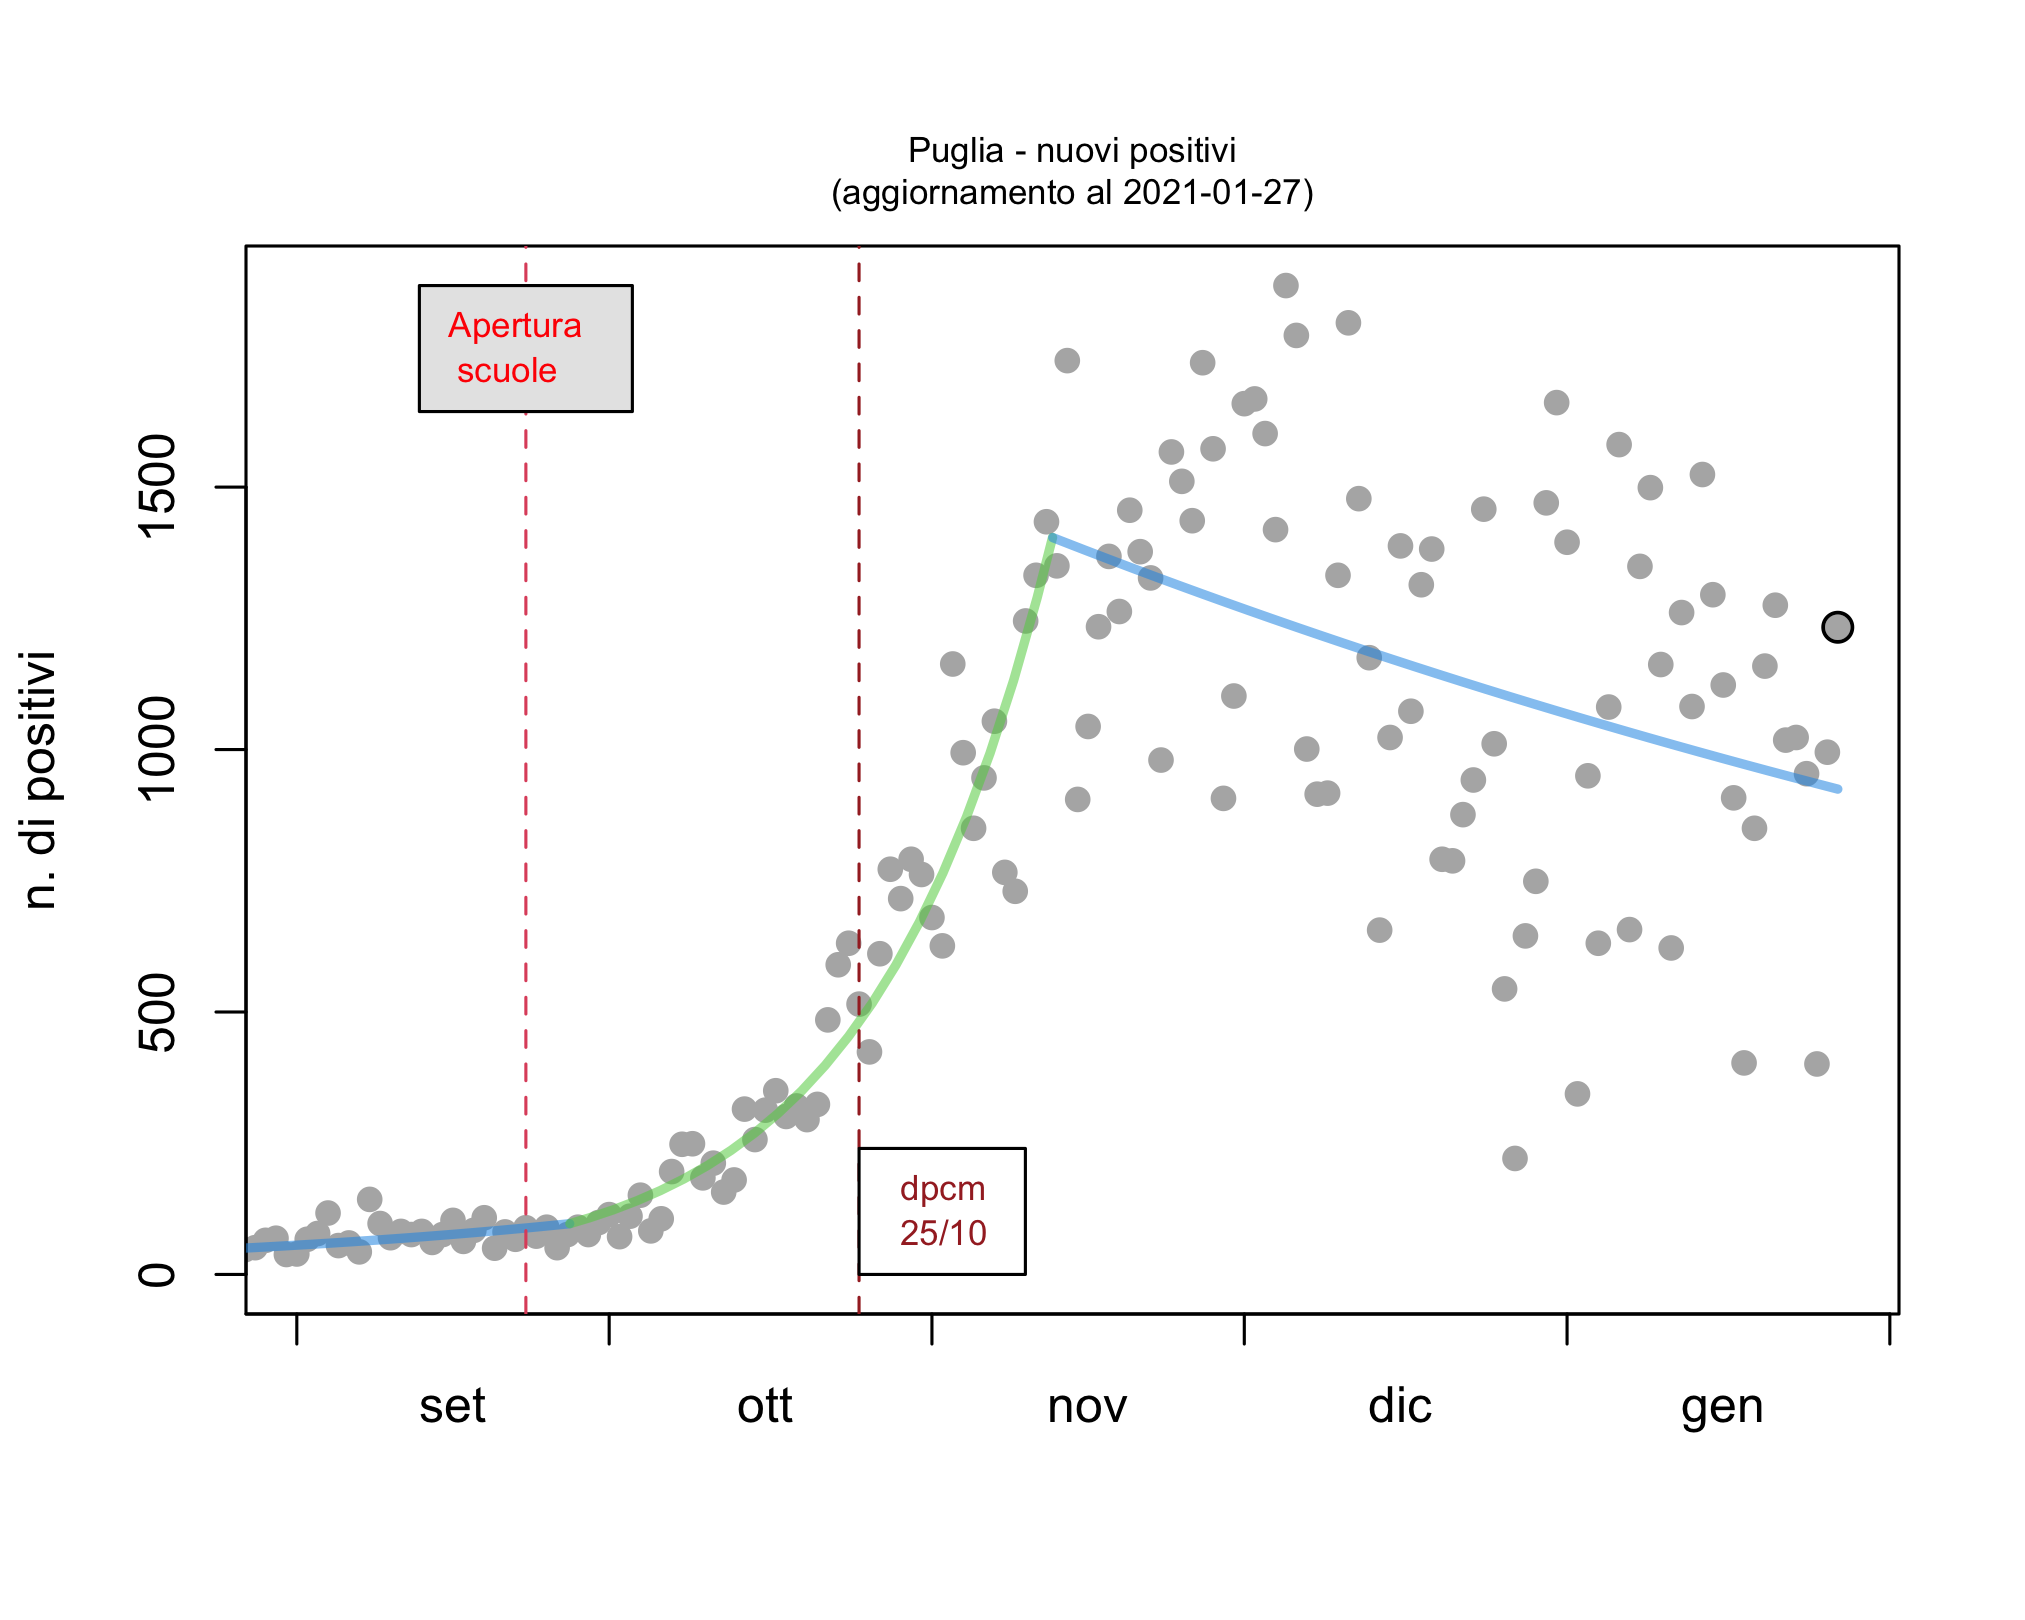 Puglia - nuovi positivi
(aggiornamento al 2021-01-27)
Apertura
scuole
n. di positivi
1500
1000
500
0
dpcm
25/10
set ott nov dic gen